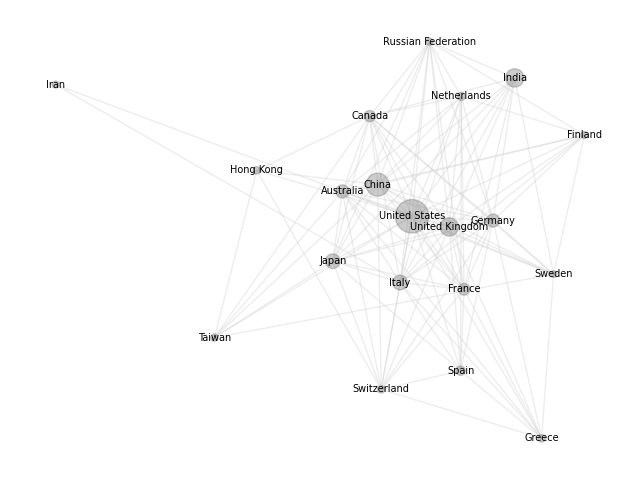 Russian Federation
India
Iran
Netherlands
Canada
Finland
Hong Kong
China
Australia
United States
Germany
United Kingdom
Japan
Sweden
Italy
France
Taiwan
Spain
Switzerland
Greece